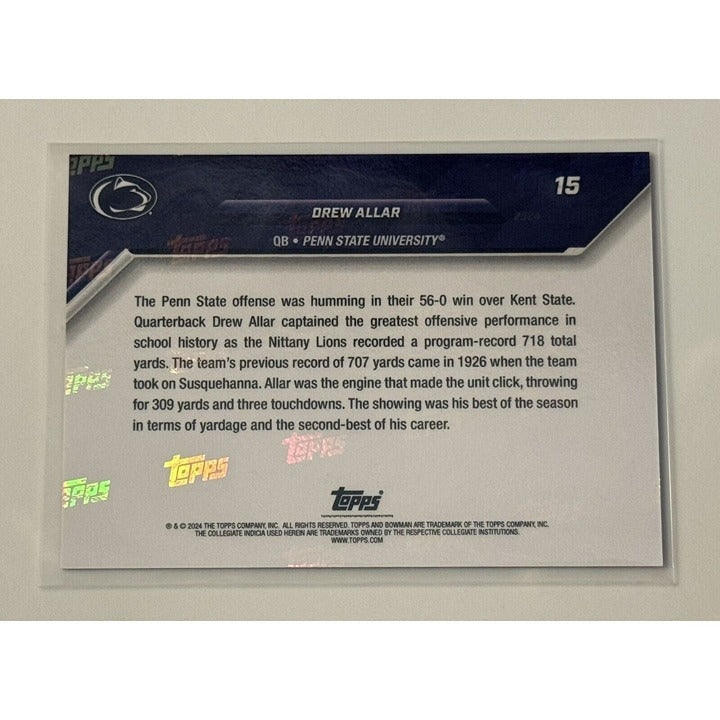 TOPPS
15
DREW ALLAR
QB • PENN STATE UNIVERSITY®
TOPPS
The Penn State offense was humming in their 56-0 win over Kent State.
Quarterback Drew Allar captained the greatest offensive performance in
school history as the Nittany Lions recorded a program-record 718 total
yards. The team's previous record of 707 yards came in 1926 when the team
took on Susquehanna. Allar was the engine that made the unit click, throwing
for 309 yards and three touchdowns. The showing was his best of the season
in terms of yardage and the second-best of his career.
TOPPS
TOPPS
TOPPS
TOPPS
Topps
® & © 2024 THE TOPPS COMPANY, INC. ALL RIGHTS RESERVED. TOPPS AND BOWMAN ARE TRADEMARK OF THE TOPPS COMPANY, INC.
THE COLLEGIATE INDICIA USED HEREIN ARE TRADEMARKS OWNED BY THE RESPECTIVE COLLEGIATE INSTITUTIONS.
WWW.TOPPS.COM